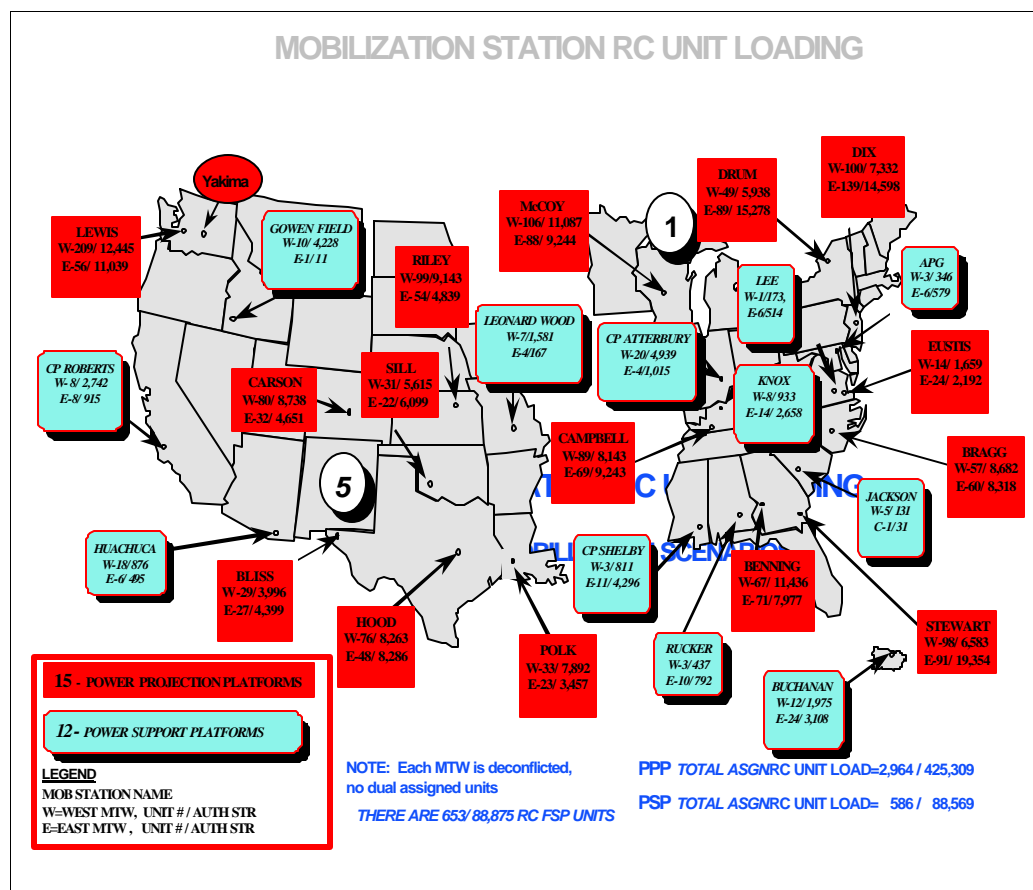 MOBILIZATION STATION RC UNIT LOADING
DIX
W-100/ 7,332
E-139/14,598
DRUM
W-49/ 5,938
E-89/ 15,278
McCOY
W-106/ 11,087
E-88/ 9,244
1
Yakima
LEWIS
W-209/ 12,445
E-56/ 11,039
GOWEN FIELD
W-10/ 4,228
E-1/ 11
RILEY
W-99/9,143
E- 54/ 4,839
APG
W-3/ 346
E-6/579
LEE
W-1/173,
E-6/514
LEONARD WOOD
W-7/1,581
E-4/167
CP ATTERBURY
W-20/ 4,939
E-4/1,015
EUSTIS
W-14/ 1,659
E-24/ 2,192
CP ROBERTS
W- 8/ 2,742
E-8/ 915
CARSON
W-80/ 8,738
E-32/ 4,651
SILL
W-31/ 5,615
E-22/ 6,099
KNOX
W-8/ 933
E-14/ 2,658
CAMPBELL
W-89/ 8,143
E-69/ 9,243
BRAGG
W-57/ 8,682
E-60/ 8,318
5
JACKSON
W-5/ 131
C-1/31
HUACHUCA
W-18/876
E-6/ 495
BLISS
W-29/ 3,996
E-27/ 4,399
CP SHELBY
W-3/ 811
E-11/ 4,296
SCENARIO
BENNING
W-67/ 11,436
E-71/ 7,977
HOOD
W-76/ 8,263
E-48/ 8,286
POLK
W-33/ 7,892
E-23/ 3,457
RUCKER
W-3/ 437
E-10/ 792
STEWART
W-98/ 6,583
E-91/ 19,354
BUCHANAN
W-12/ 1,975
E-24/ 3,108
15 - POWER PROJECTION PLATFORMS
12- POWER SUPPORT PLATFORMS
LEGEND
MOB STATION NAME
W=WEST MTW, UNIT # / AUTH STR
E=EAST MTW , UNIT # / AUTH STR
NOTE: Each MTW is deconflicted,
no dual assigned units
THERE ARE 653/ 88,875 RC FSP UNITS
PPP TOTAL ASGNRC UNIT LOAD=2,964 / 425,309
PSP TOTAL ASGNRC UNIT LOAD= 586 / 88,569